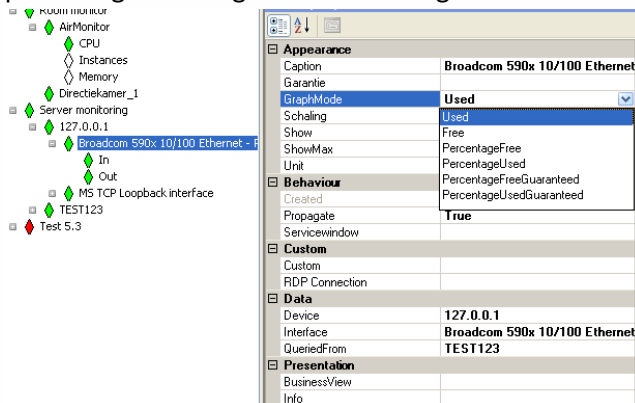 Room monitor
AirMonitor
CPU
Instances
Memory
Directiekamer_1
Server monitoring
127.0.0.1
Broadcom 590x 10/100 Ethernet -
In
Out
MS TCP Loopback interface
TEST123
Test 5.3
Appearance
Caption Broadcom 590x 10/100 Ethernet
Garantie
GraphMode Used
Schaling
Show
ShowMax
Unit
Used
Free
PercentageFree
PercentageUsed
PercentageFreeGuaranteed
PercentageUsedGuaranteed
Behaviour
Created
Propagate True
Servicewindow
Custom
Custom
RDP Connection
Data
Device 127.0.0.1
Interface Broadcom 590x 10/100 Ethernet
QueriedFrom TEST123
Presentation
BusinessView
Info